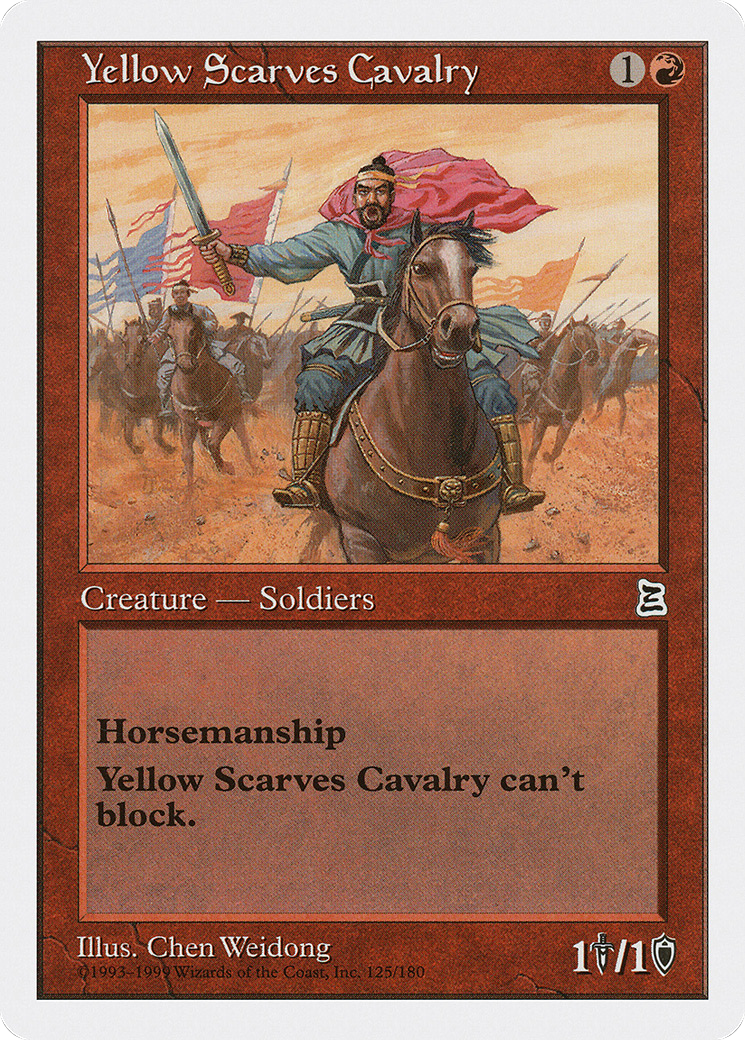 Yellow Scarves Cavalry 1
Creature — Soldiers
Horsemanship
Yellow Scarves Cavalry can't
block.
Illus. Chen Weidong
©1993–1999 Wizards of the Coast, Inc. 125/180
1/1